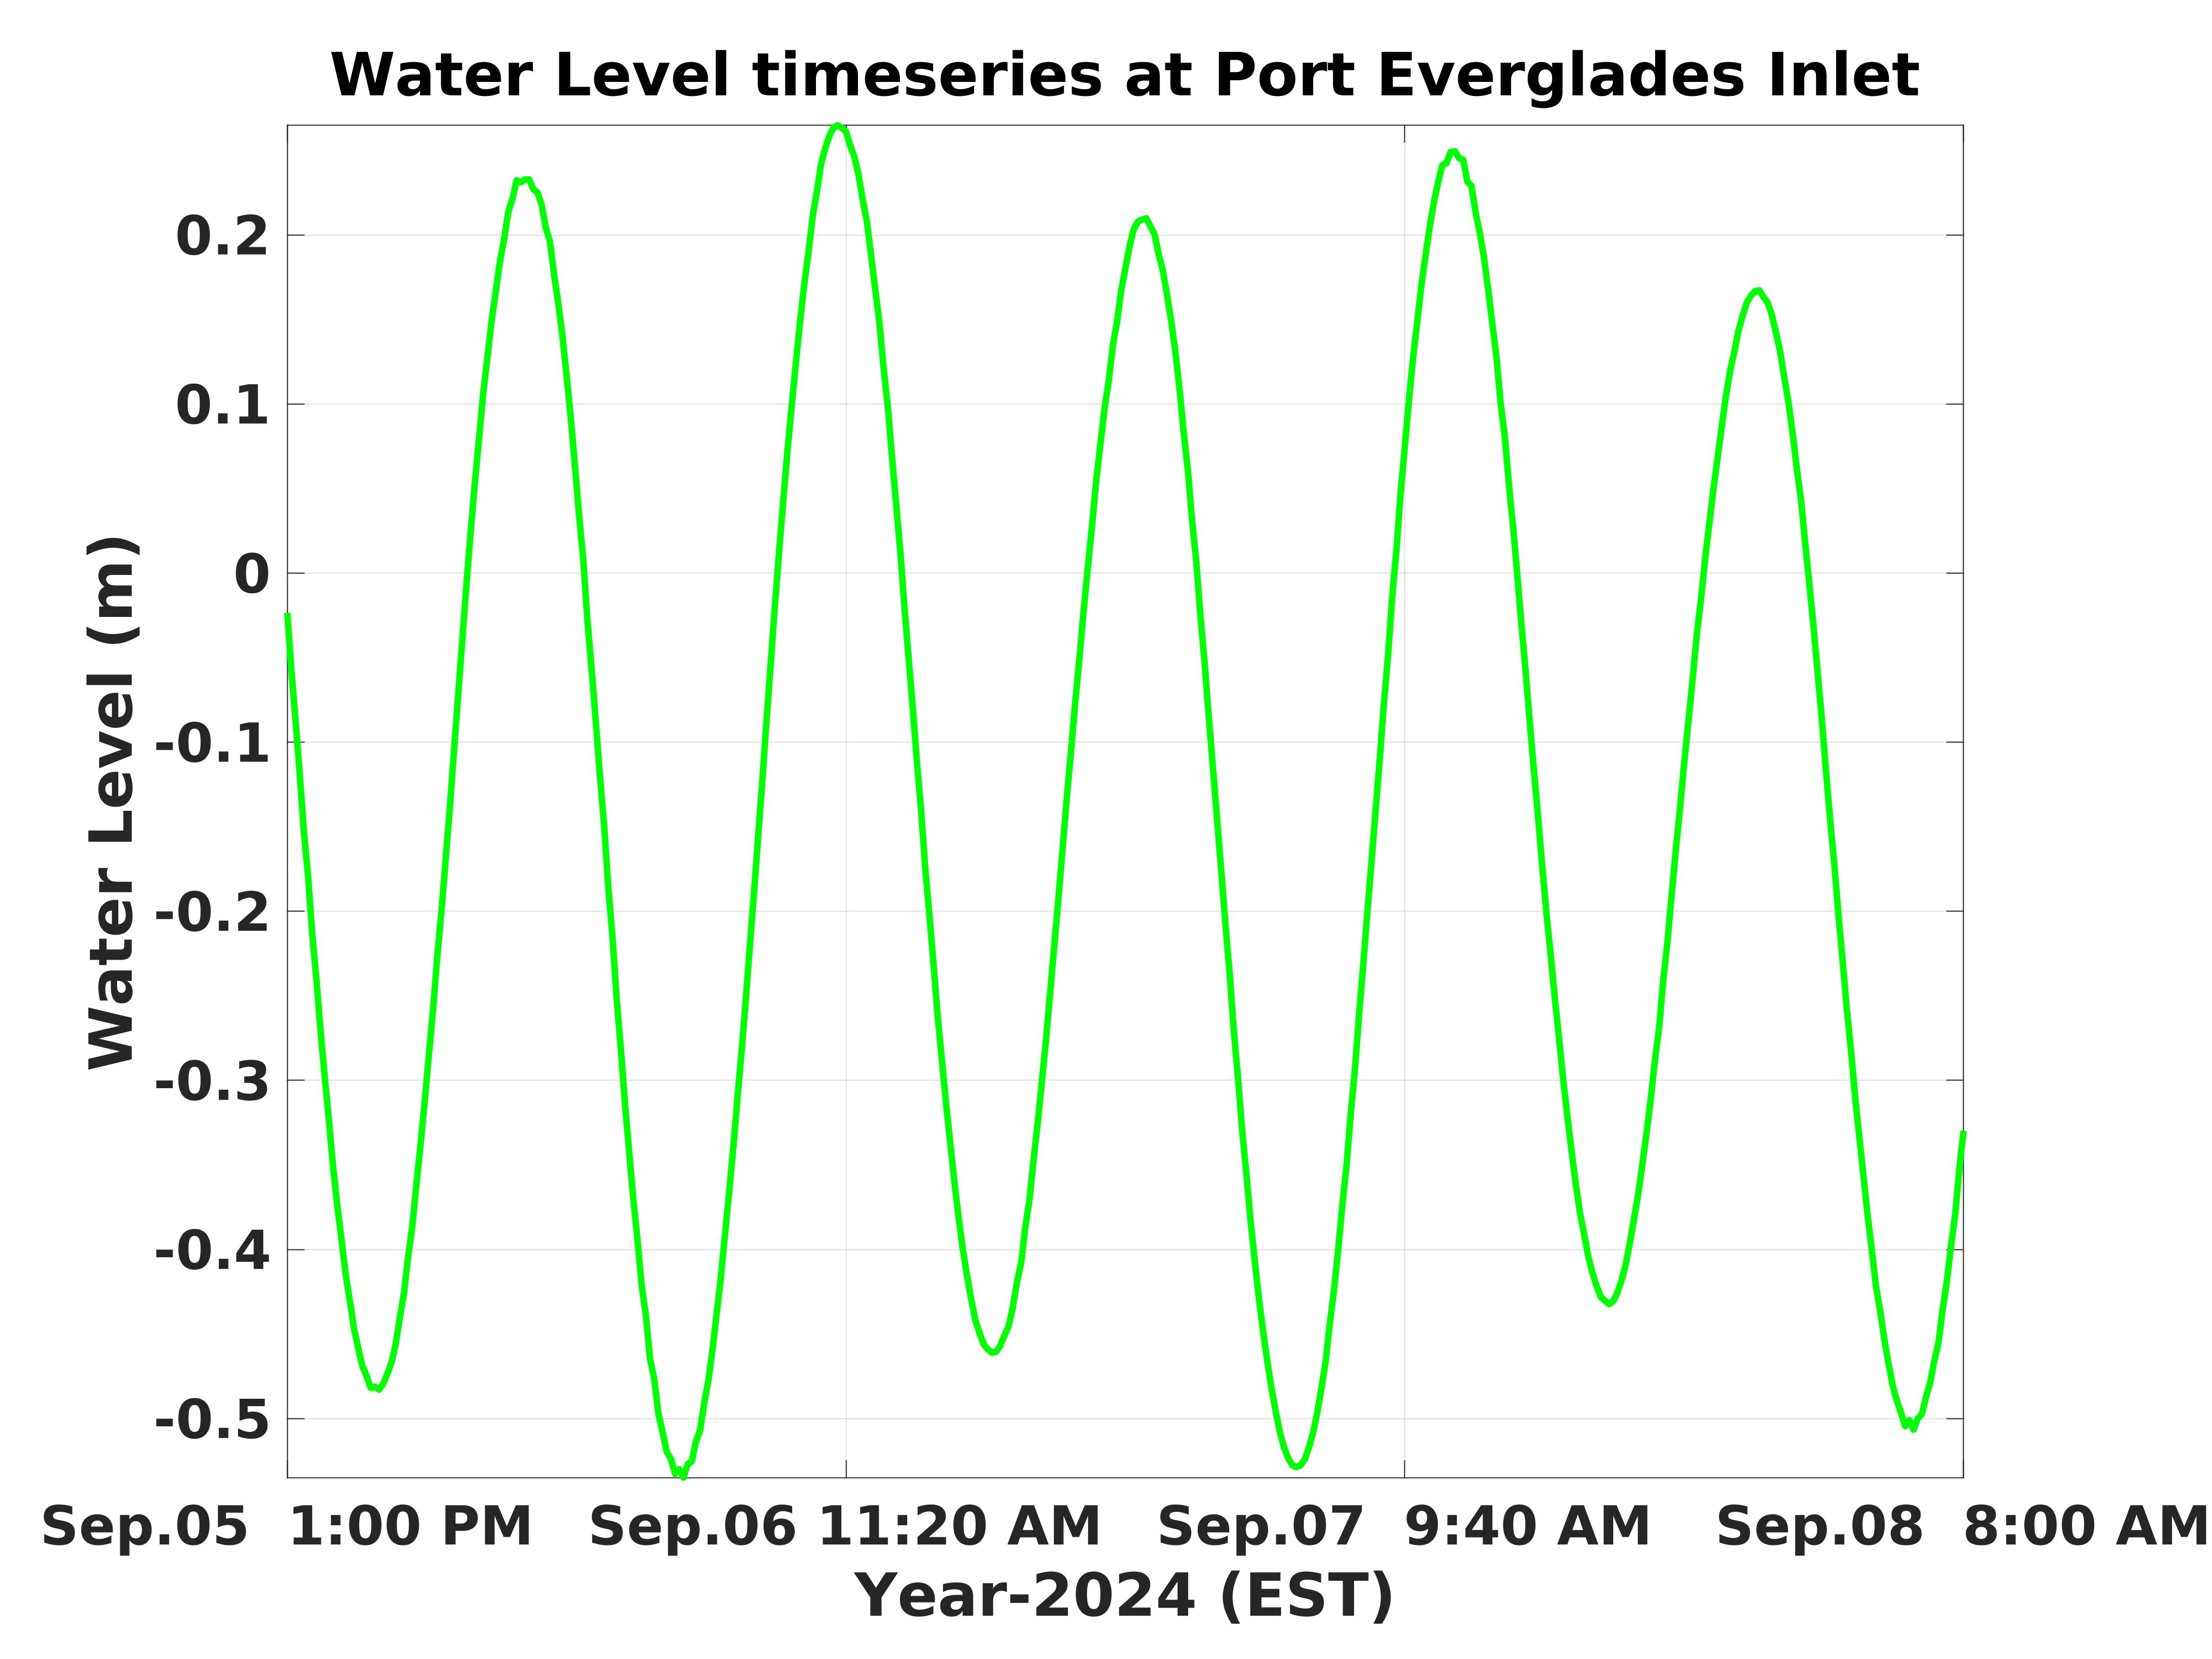 Water Level timeseries at Port Everglades Inlet
Water Level (m)
0.2
0.1
0
-0.1
-0.2
-0.3
-0.4
-0.5
Sep.05 1:00 PM Sep.06 11:20 AM Sep.07 9:40 AM Sep.08 8:00 AM
Year-2024 (EST)